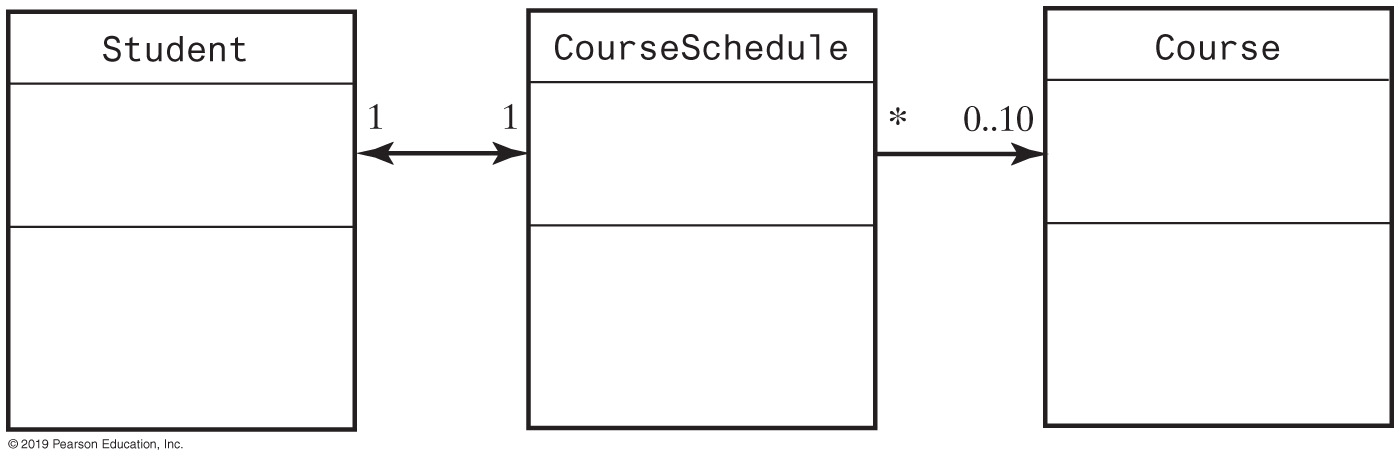 Student
CourseSchedule
Course
1
1
*
0..10
© 2019 Pearson Education, Inc.